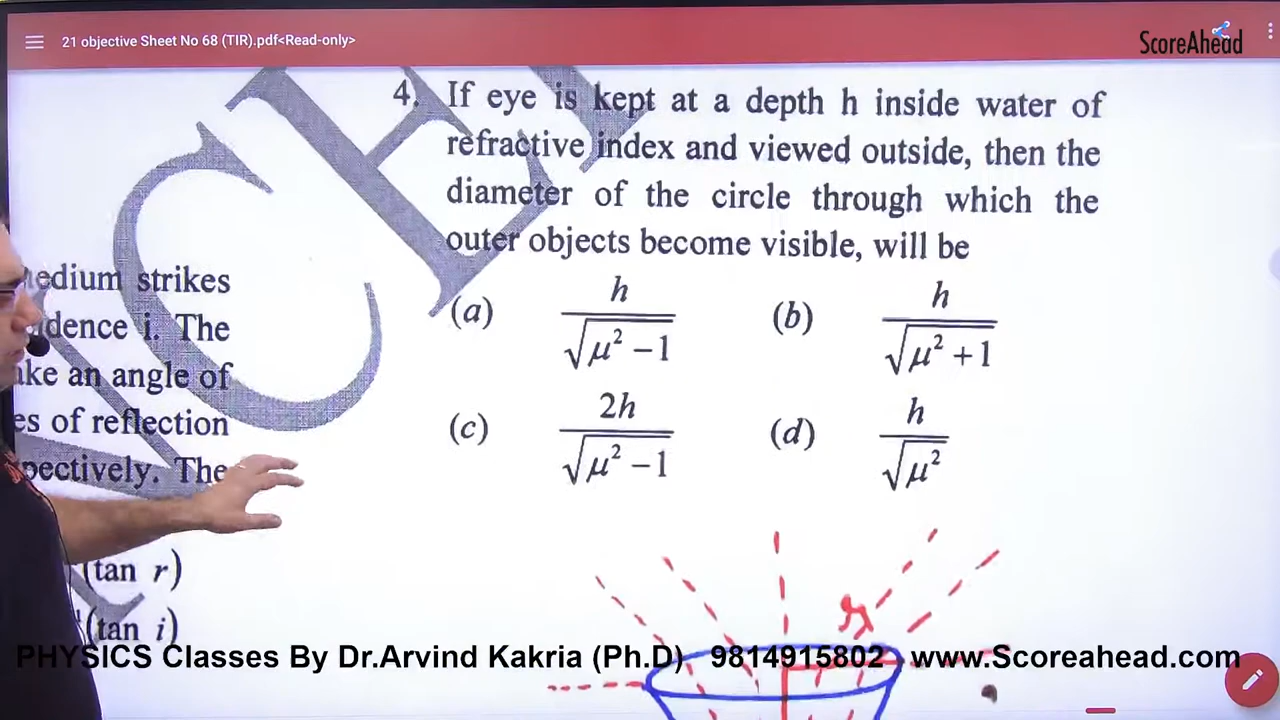 21 objective Sheet No 68 (TIR).pdf<Read-only>
ScoreAhead
4. If eye is kept at a depth h inside water of
refractive index and viewed outside, then the
diameter of the circle through which the
outer objects become visible, will be
(a) h / √(μ² − 1)
(b) h / √(μ² + 1)
(c) 2h / √(μ² − 1)
(d) h / √μ²
medium strikes
idence i. The
ake an angle of
es of reflection
pectively. The
(tan r)
(tan i)
r
PHYSICS Classes By Dr.Arvind Kakria (Ph.D) 9814915802 www.Scoreahead.com